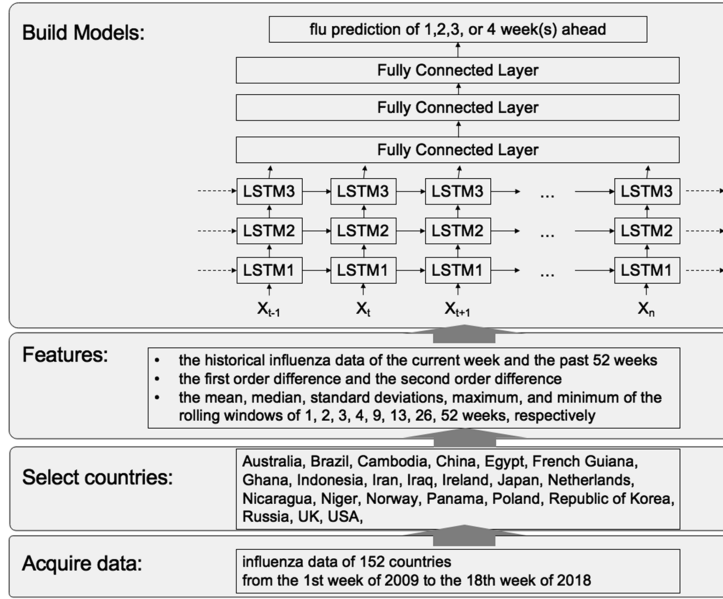 Build Models:
flu prediction of 1,2,3, or 4 week(s) ahead
Fully Connected Layer
Fully Connected Layer
Fully Connected Layer
LSTM3 LSTM3 LSTM3 ... LSTM3
LSTM2 LSTM2 LSTM2 ... LSTM2
LSTM1 LSTM1 LSTM1 ... LSTM1
Xt-1 Xt Xt+1 Xn
Features:
• the historical influenza data of the current week and the past 52 weeks
• the first order difference and the second order difference
• the mean, median, standard deviations, maximum, and minimum of the
rolling windows of 1, 2, 3, 4, 9, 13, 26, 52 weeks, respectively
Select countries:
Australia, Brazil, Cambodia, China, Egypt, French Guiana,
Ghana, Indonesia, Iran, Iraq, Ireland, Japan, Netherlands,
Nicaragua, Niger, Norway, Panama, Poland, Republic of Korea,
Russia, UK, USA,
Acquire data:
influenza data of 152 countries
from the 1st week of 2009 to the 18th week of 2018